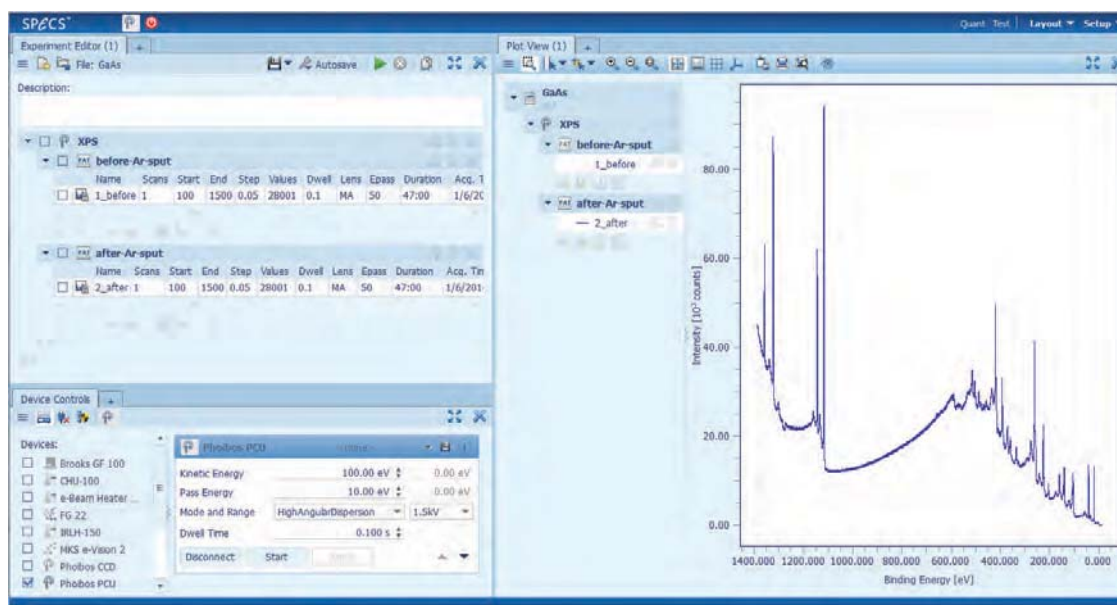 SPECS™
Quant Test Layout Setup
Experiment Editor (1)
File: GaAs
Autosave
Description:
XPS
before-Ar-sput
Name Scans Start End Step Values Dwell Lens Epass Duration Acq. T
1_before 1 100 1500 0.05 28001 0.1 MA 50 47:00 1/6/20
after-Ar-sput
Name Scans Start End Step Values Dwell Lens Epass Duration Acq. Tim
2_after 1 100 1500 0.05 28001 0.1 MA 50 47:00 1/6/201
Device Controls
Devices:
Brooks GF 100
CHU-100
e-Beam Heater ...
FG 22
IRLH-150
MKS e-Vision 2
Phoibos CCD
Phoibos PCU
Phoibos PCU
Kinetic Energy 100.00 eV 0.00 eV
Pass Energy 10.00 eV 0.00 eV
Mode and Range HighAngularDispersion 1.5kV
Dwell Time 0.100 s
Disconnect Start
Plot View (1)
GaAs
XPS
before-Ar-sput
1_before
after-Ar-sput
2_after
Intensity [10³ counts]
80.00
60.00
40.00
20.00
0.00
1400.000 1200.000 1000.000 800.000 600.000 400.000 200.000 0.000
Binding Energy [eV]